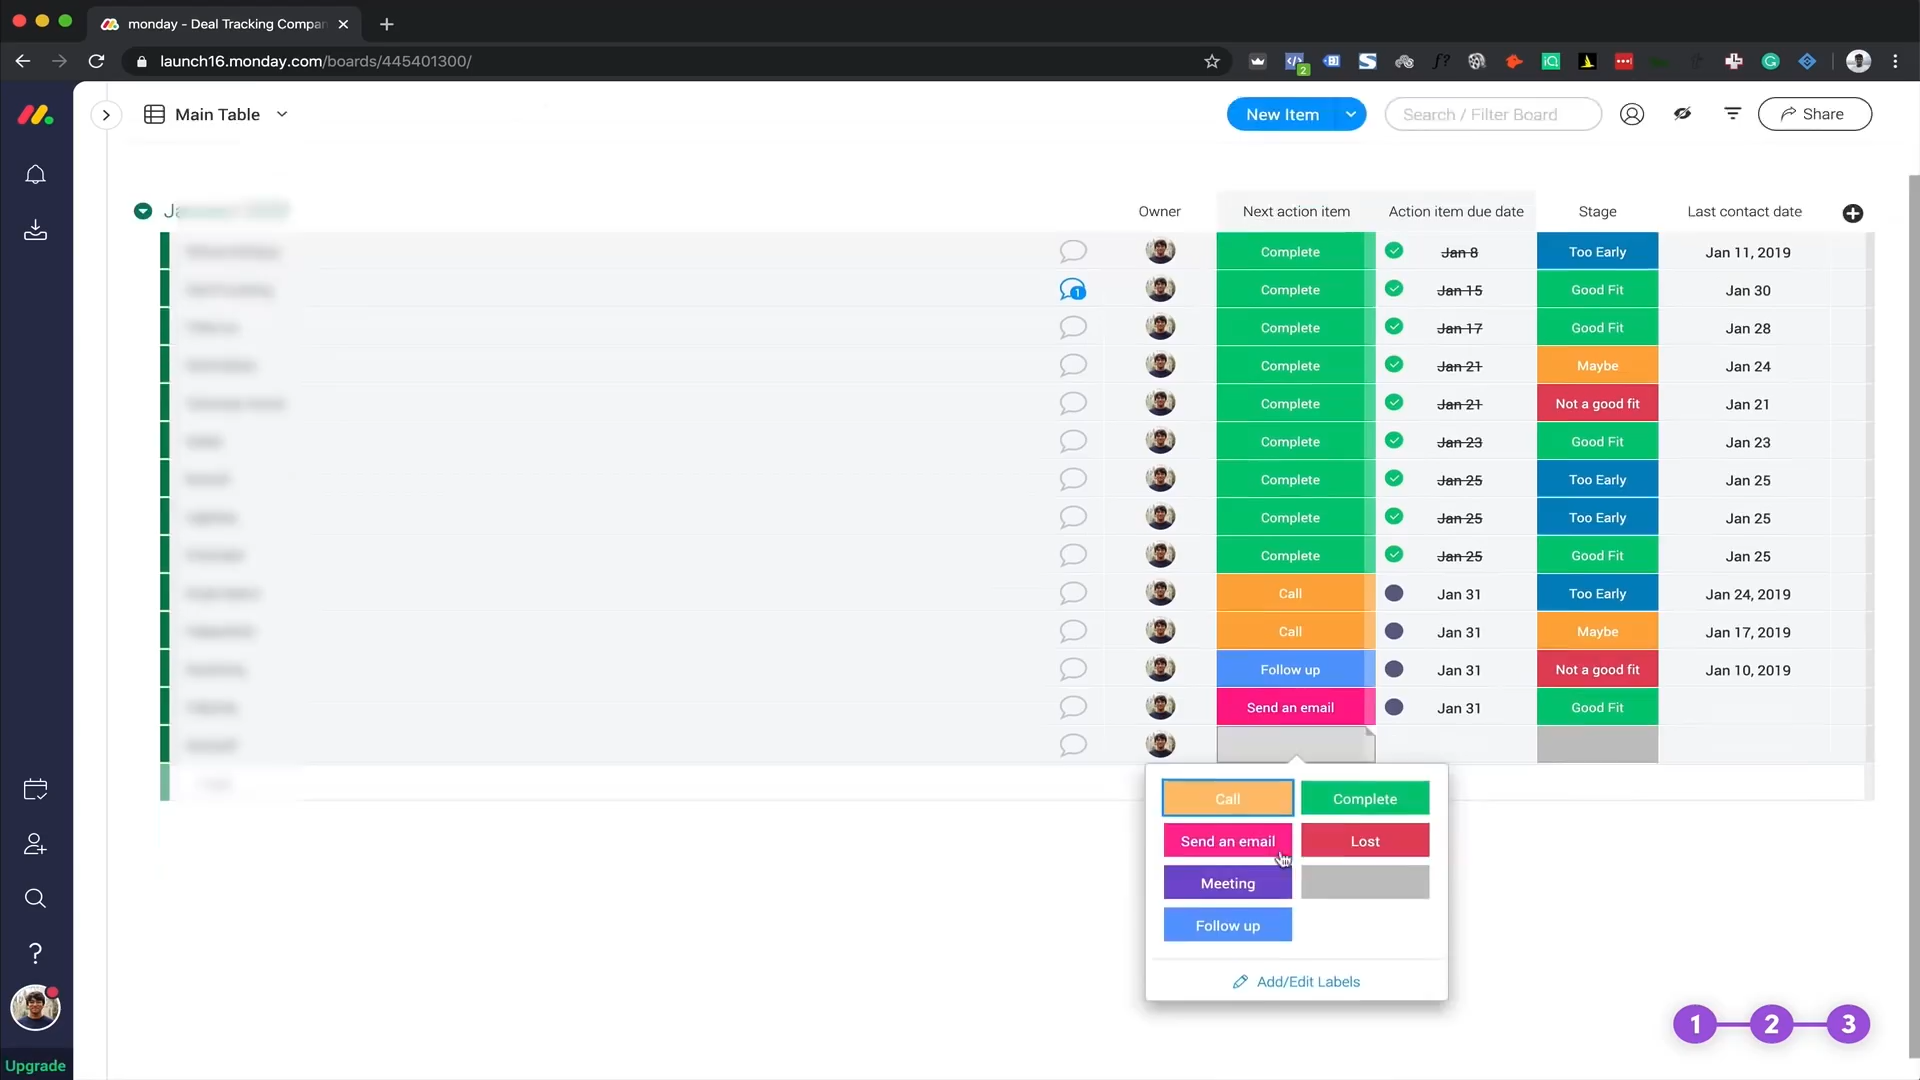 monday - Deal Tracking Compar
launch16.monday.com/boards/445401300/
Main Table
New Item
Search / Filter Board
Share
Owner Next action item Action item due date Stage Last contact date
Complete Jan 8 Too Early Jan 11, 2019
1 Complete Jan 15 Good Fit Jan 30
Complete Jan 17 Good Fit Jan 28
Complete Jan 21 Maybe Jan 24
Complete Jan 21 Not a good fit Jan 21
Complete Jan 23 Good Fit Jan 23
Complete Jan 25 Too Early Jan 25
Complete Jan 25 Too Early Jan 25
Complete Jan 25 Good Fit Jan 25
Call Jan 31 Too Early Jan 24, 2019
Call Jan 31 Maybe Jan 17, 2019
Follow up Jan 31 Not a good fit Jan 10, 2019
Send an email Jan 31 Good Fit
Call Complete
Send an email Lost
Meeting
Follow up
Add/Edit Labels
1 2 3
Upgrade